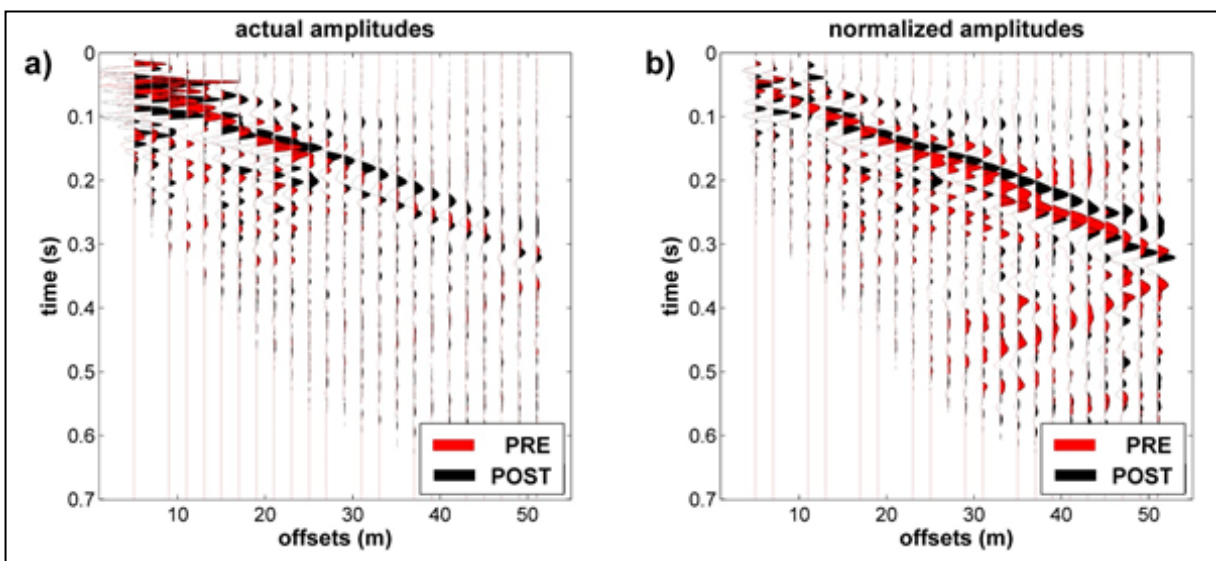 actual amplitudes
a)
0
0.1
0.2
0.3
0.4
0.5
0.6
0.7
time (s)
10 20 30 40 50
offsets (m)
PRE
POST
normalized amplitudes
b)
0
0.1
0.2
0.3
0.4
0.5
0.6
0.7
time (s)
10 20 30 40 50
offsets (m)
PRE
POST